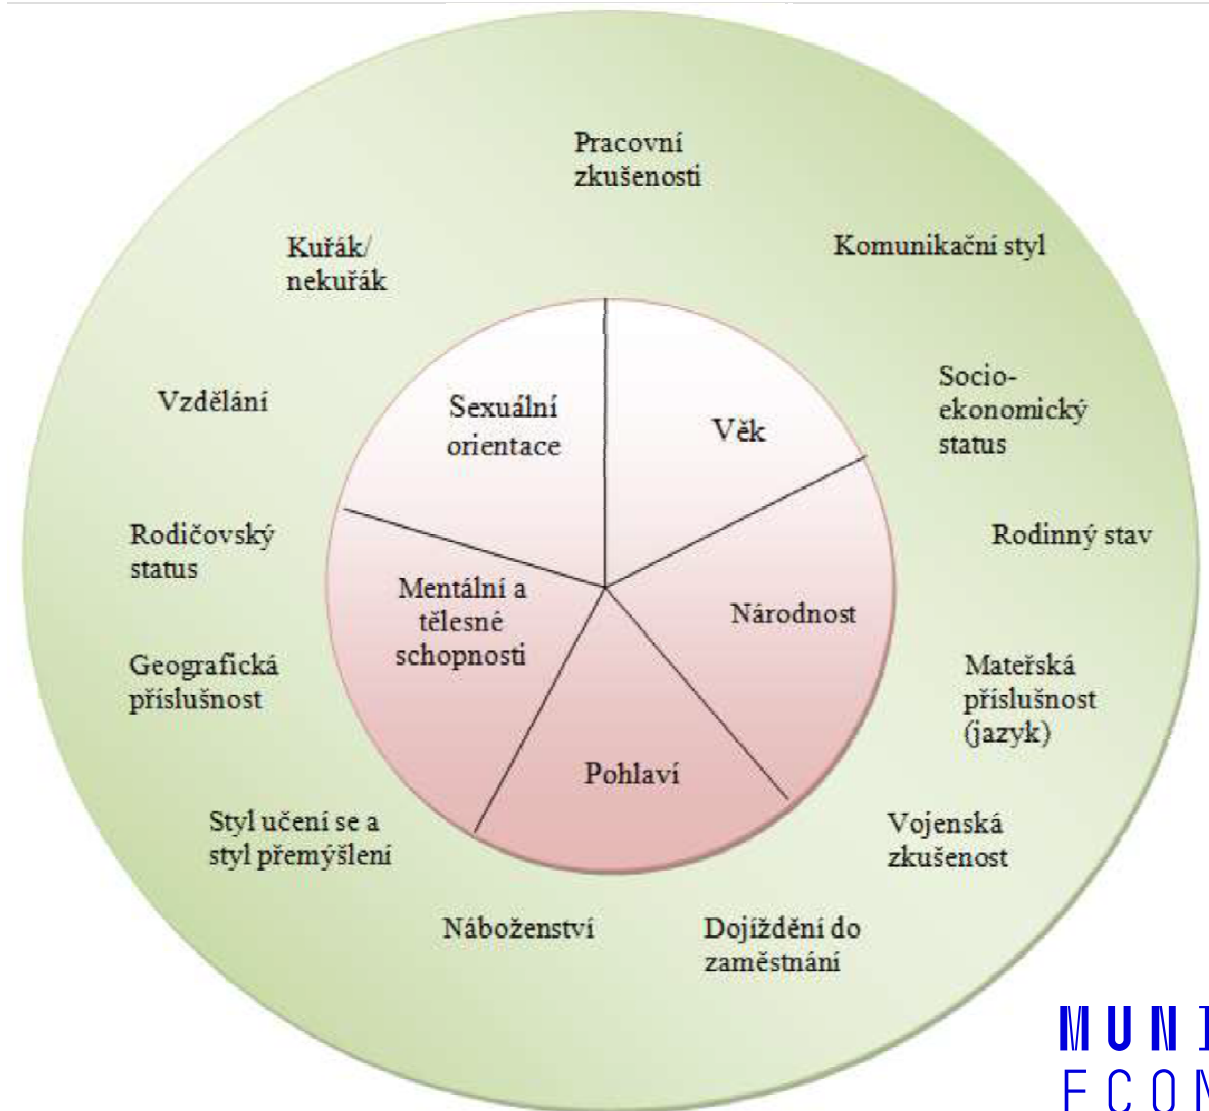 Pracovní
zkušenosti
Komunikační styl
Kuřák/
nekuřák
Socio-
ekonomický
status
Vzdělání
Sexuální
orientace
Věk
Rodičovský
status
Rodinný stav
Mentální a
tělesné
schopnosti
Národnost
Geografická
příslušnost
Mateřská
příslušnost
(jazyk)
Pohlaví
Styl učení se a
styl přemýšlení
Vojenská
zkušenost
Náboženství
Dojíždění do
zaměstnání
MUNI
ECON